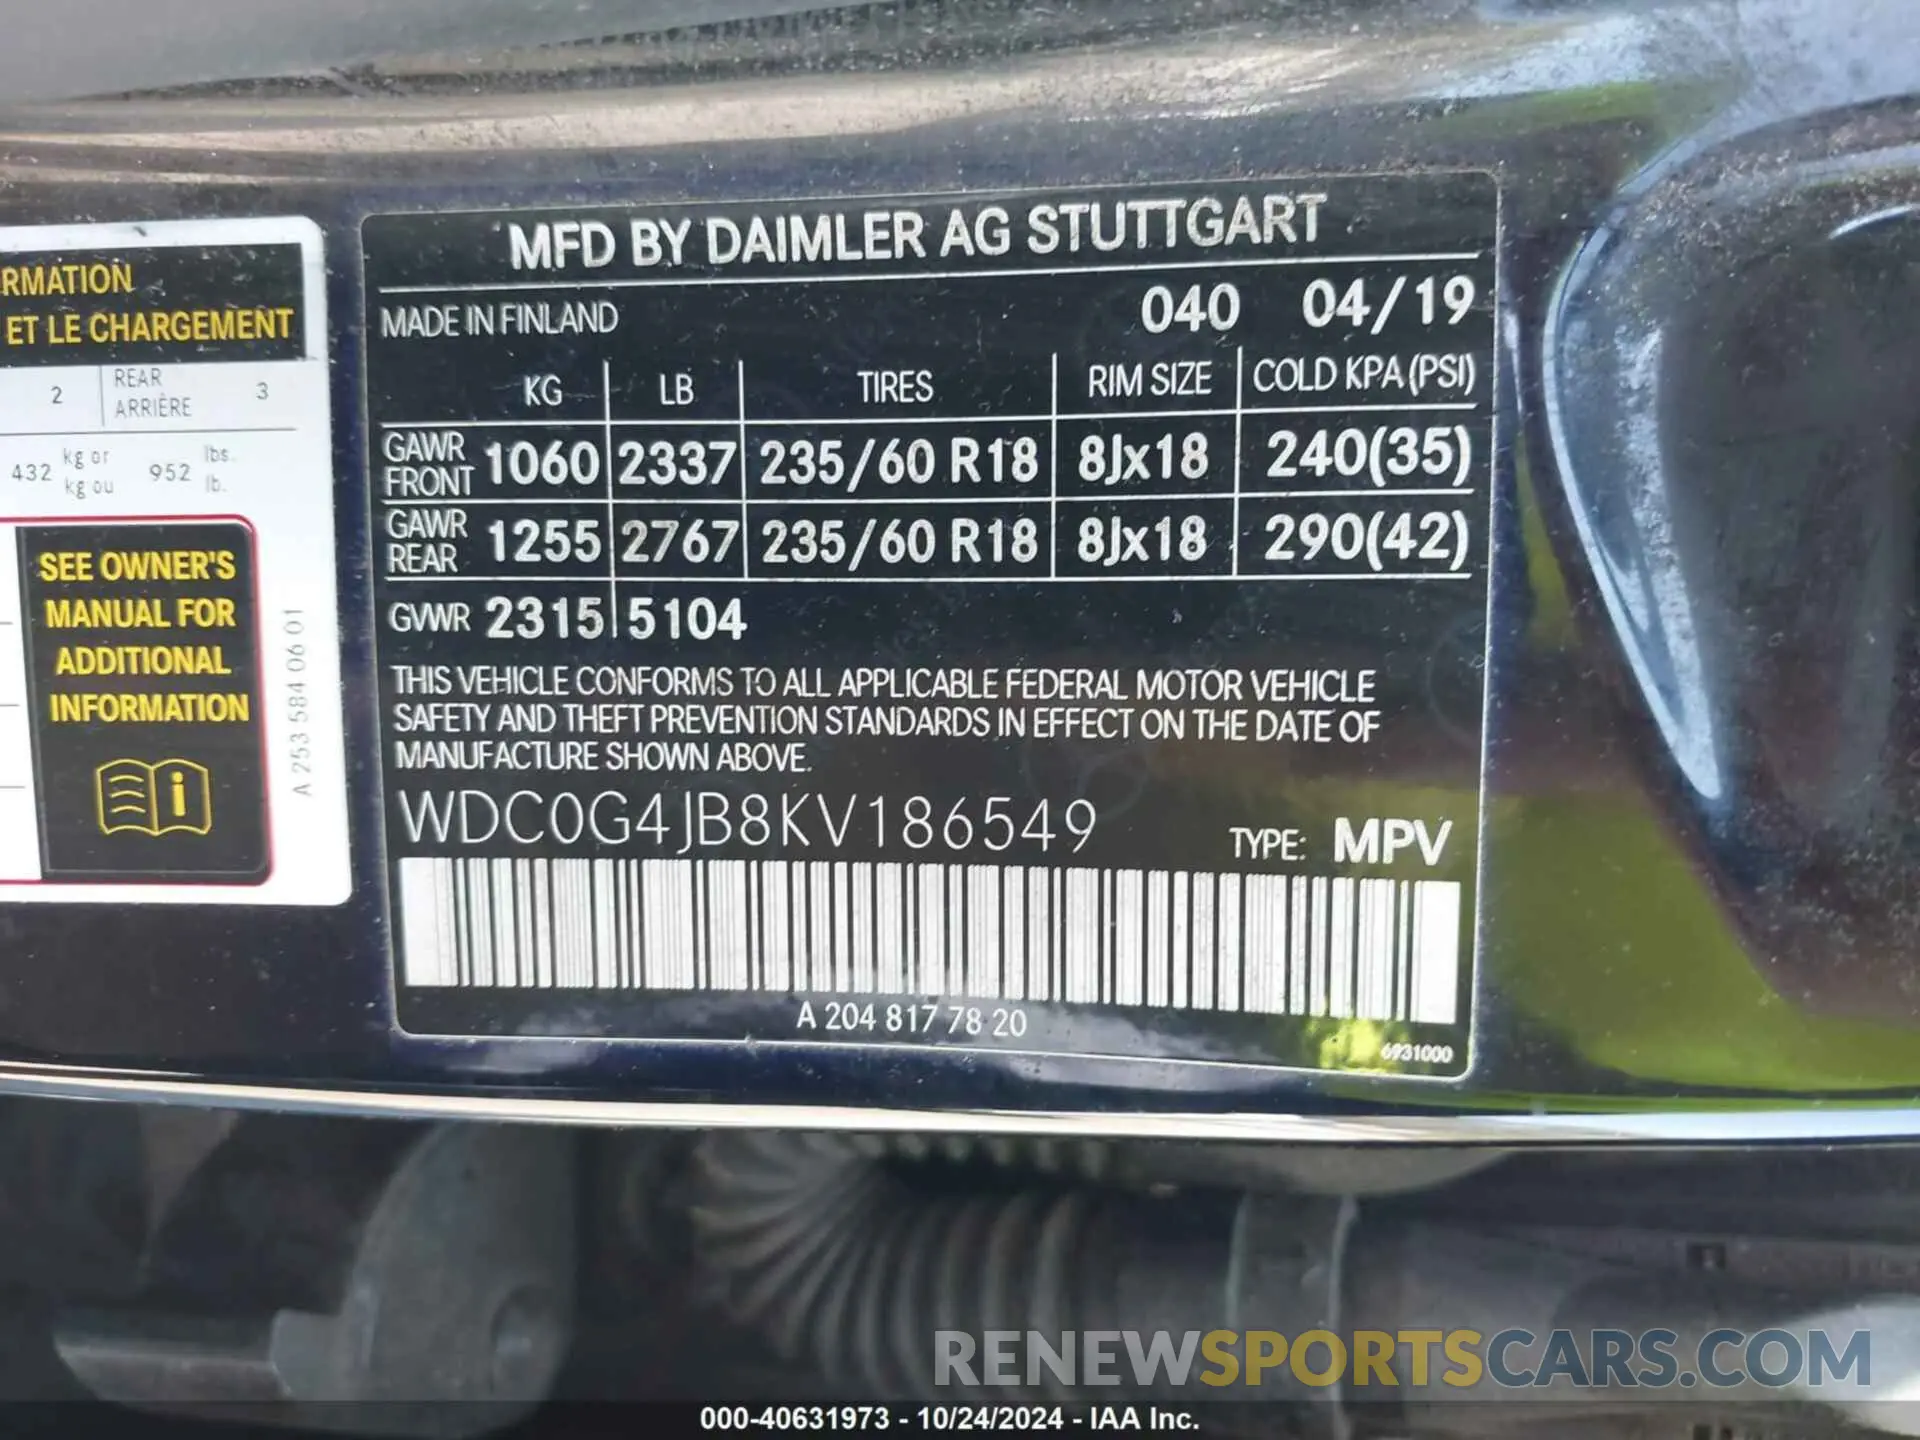 RMATION
ET LE CHARGEMENT
2 REAR ARRIÈRE 3
432 kg or kg ou 952 lbs. lb.
SEE OWNER'S
MANUAL FOR
ADDITIONAL
INFORMATION
A 253 584 06 01
MFD BY DAIMLER AG STUTTGART
MADE IN FINLAND 040 04/19
KG LB TIRES RIM SIZE COLD KPA (PSI)
GAWR FRONT 1060 2337 235/60 R18 8Jx18 240(35)
GAWR REAR 1255 2767 235/60 R18 8Jx18 290(42)
GVWR 2315 5104
THIS VEHICLE CONFORMS TO ALL APPLICABLE FEDERAL MOTOR VEHICLE
SAFETY AND THEFT PREVENTION STANDARDS IN EFFECT ON THE DATE OF
MANUFACTURE SHOWN ABOVE.
WDC0G4JB8KV186549 TYPE: MPV
A 204 817 78 20
6931000
RENEWSPORTSCARS.COM
000-40631973 - 10/24/2024 - IAA Inc.